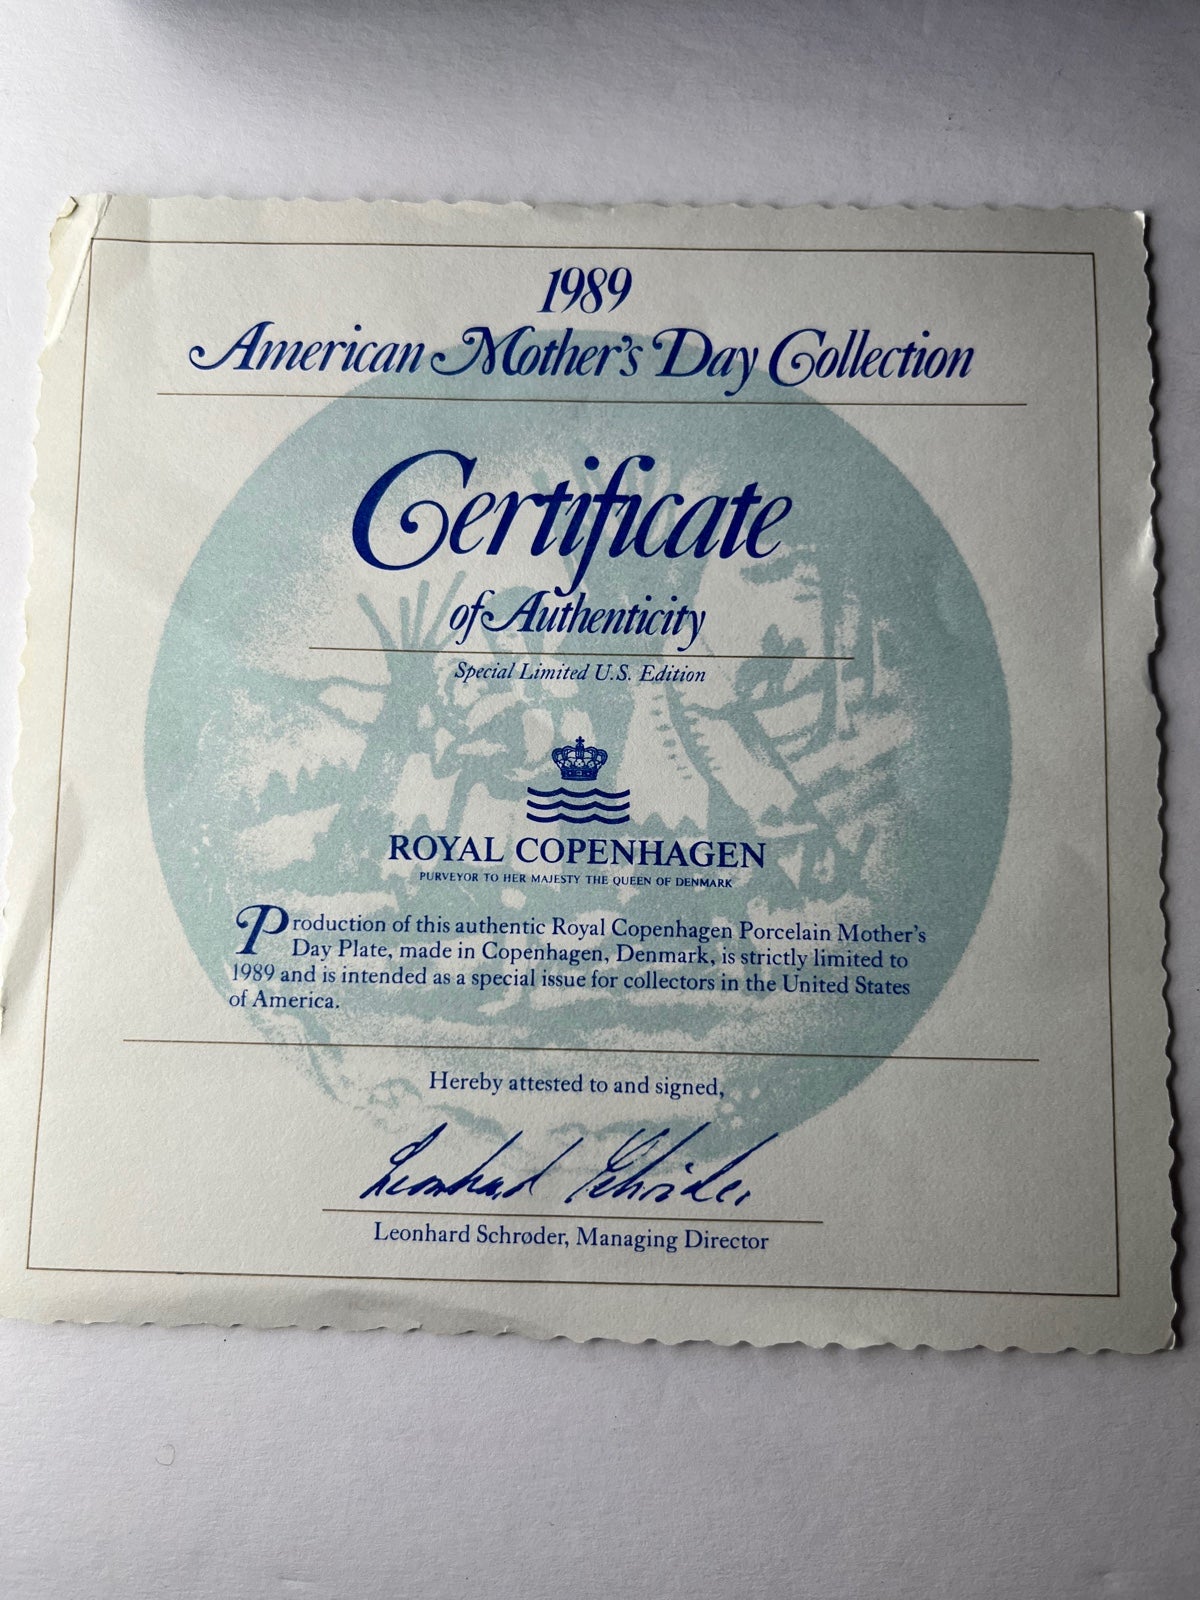 1989
American Mother's Day Collection
Certificate
of Authenticity
Special Limited U.S. Edition
ROYAL COPENHAGEN
PURVEYOR TO HER MAJESTY THE QUEEN OF DENMARK
Production of this authentic Royal Copenhagen Porcelain Mother's
Day Plate, made in Copenhagen, Denmark, is strictly limited to
1989 and is intended as a special issue for collectors in the United States
of America.
Hereby attested to and signed,
Leonhard Schrøder
Leonhard Schrøder, Managing Director